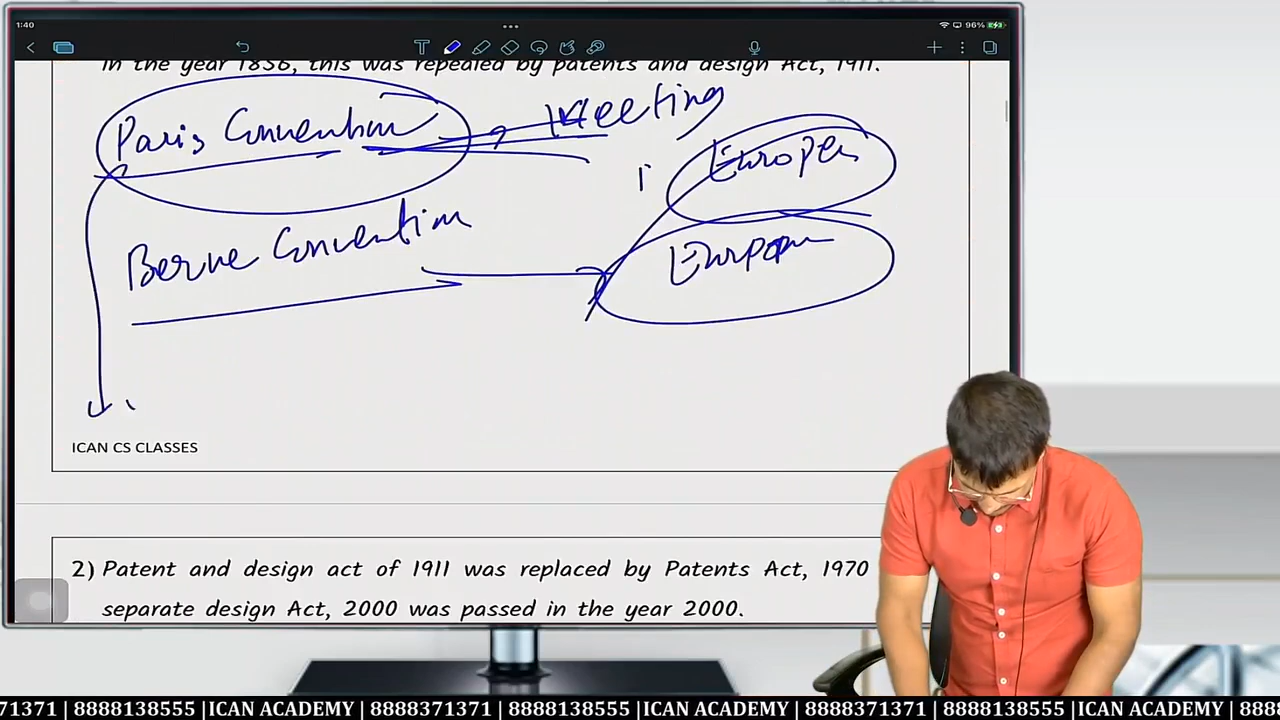 1:40
96%
in the year 1856, this was repealed by patents and design Act, 1911.
Paris Convention
Meeting
Europen
Berne Convention
Europen
ICAN CS CLASSES
2) Patent and design act of 1911 was replaced by Patents Act, 1970
separate design Act, 2000 was passed in the year 2000.
71371 | 8888138555 |ICAN ACADEMY | 8888371371 | 8888138555 |ICAN ACADEMY | 8888371371 | 8888138555 | ICAN ACADEMY | 888